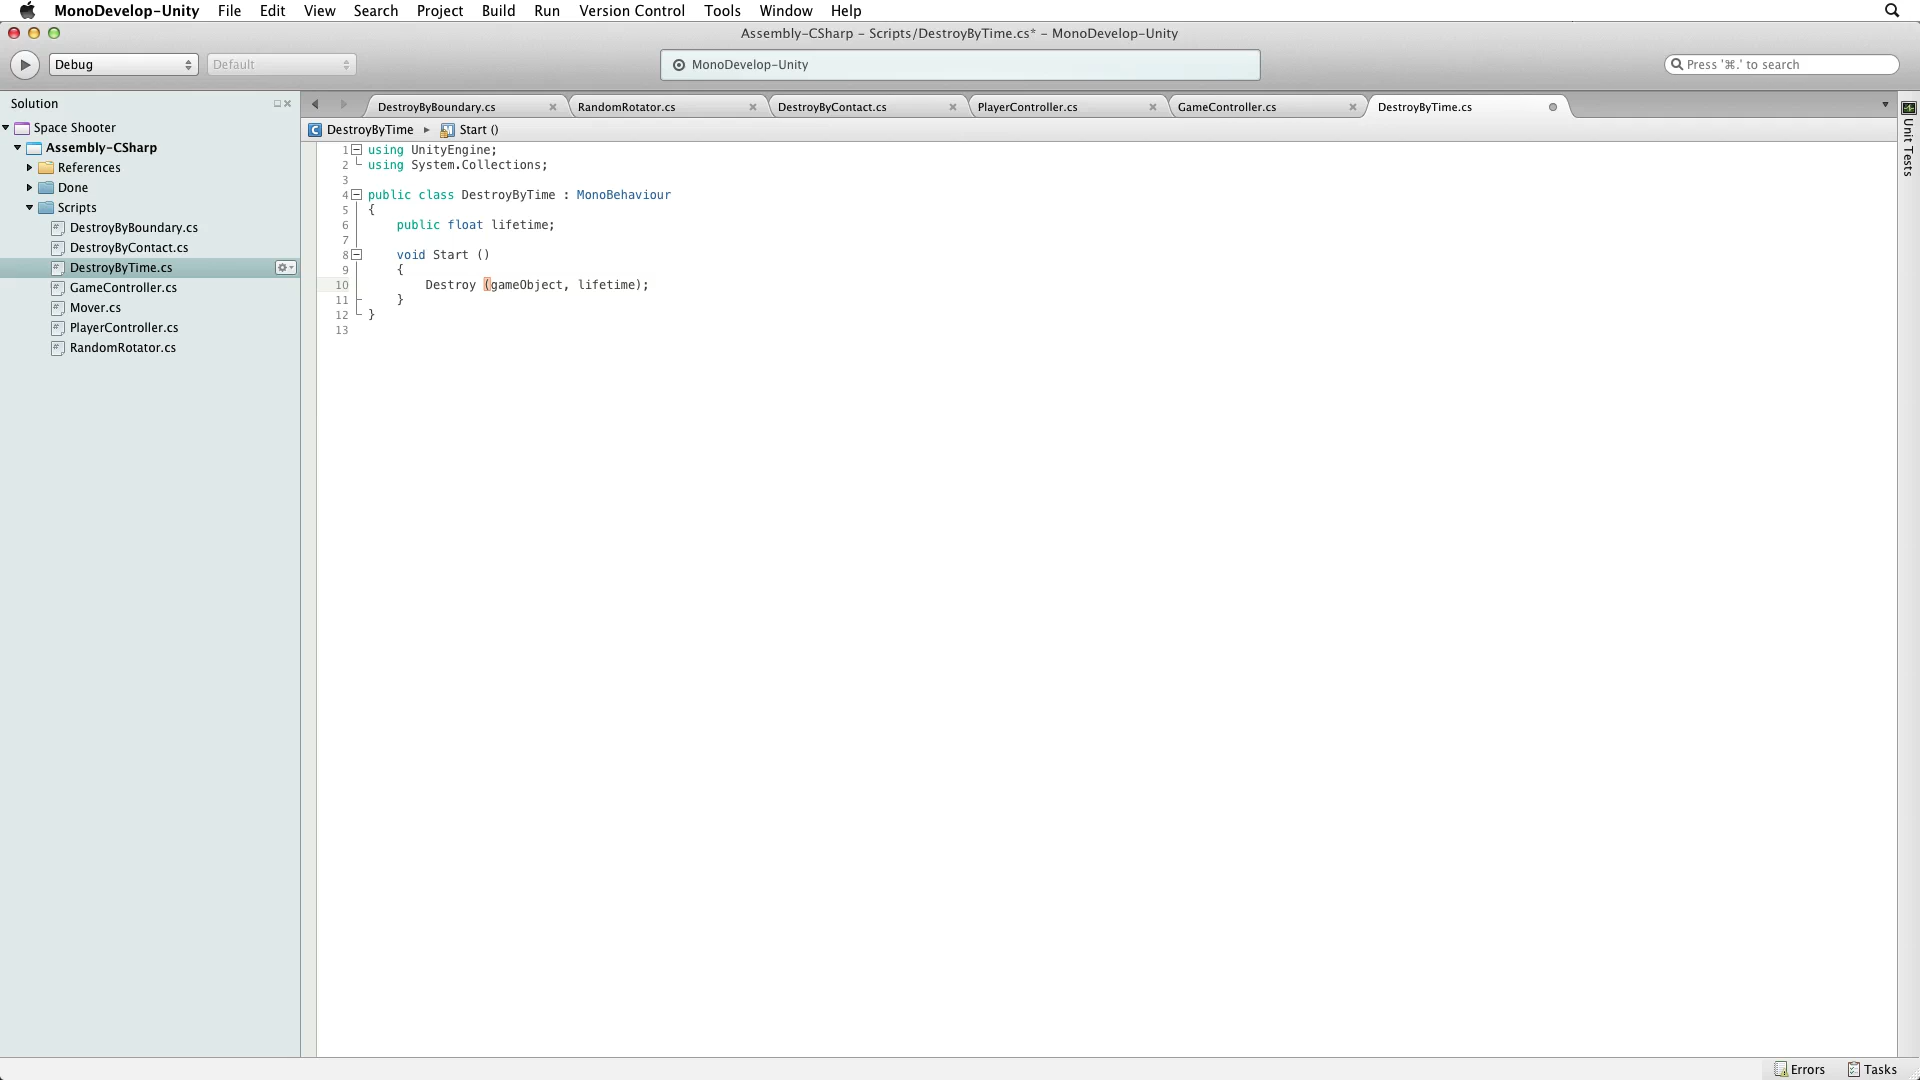 MonoDevelop-Unity File Edit View Search Project Build Run Version Control Tools Window Help
Assembly-CSharp – Scripts/DestroyByTime.cs* – MonoDevelop-Unity
Debug Default MonoDevelop-Unity Press '⌘.' to search
Solution
Space Shooter
Assembly-CSharp
References
Done
Scripts
DestroyByBoundary.cs
DestroyByContact.cs
DestroyByTime.cs
GameController.cs
Mover.cs
PlayerController.cs
RandomRotator.cs
DestroyByBoundary.cs RandomRotator.cs DestroyByContact.cs PlayerController.cs GameController.cs DestroyByTime.cs
C DestroyByTime ▸ M Start ()
1 using UnityEngine;
2 using System.Collections;
3
4 public class DestroyByTime : MonoBehaviour
5 {
6     public float lifetime;
7
8     void Start ()
9     {
10         Destroy (gameObject, lifetime);
11     }
12 }
13
Unit Tests
Errors Tasks